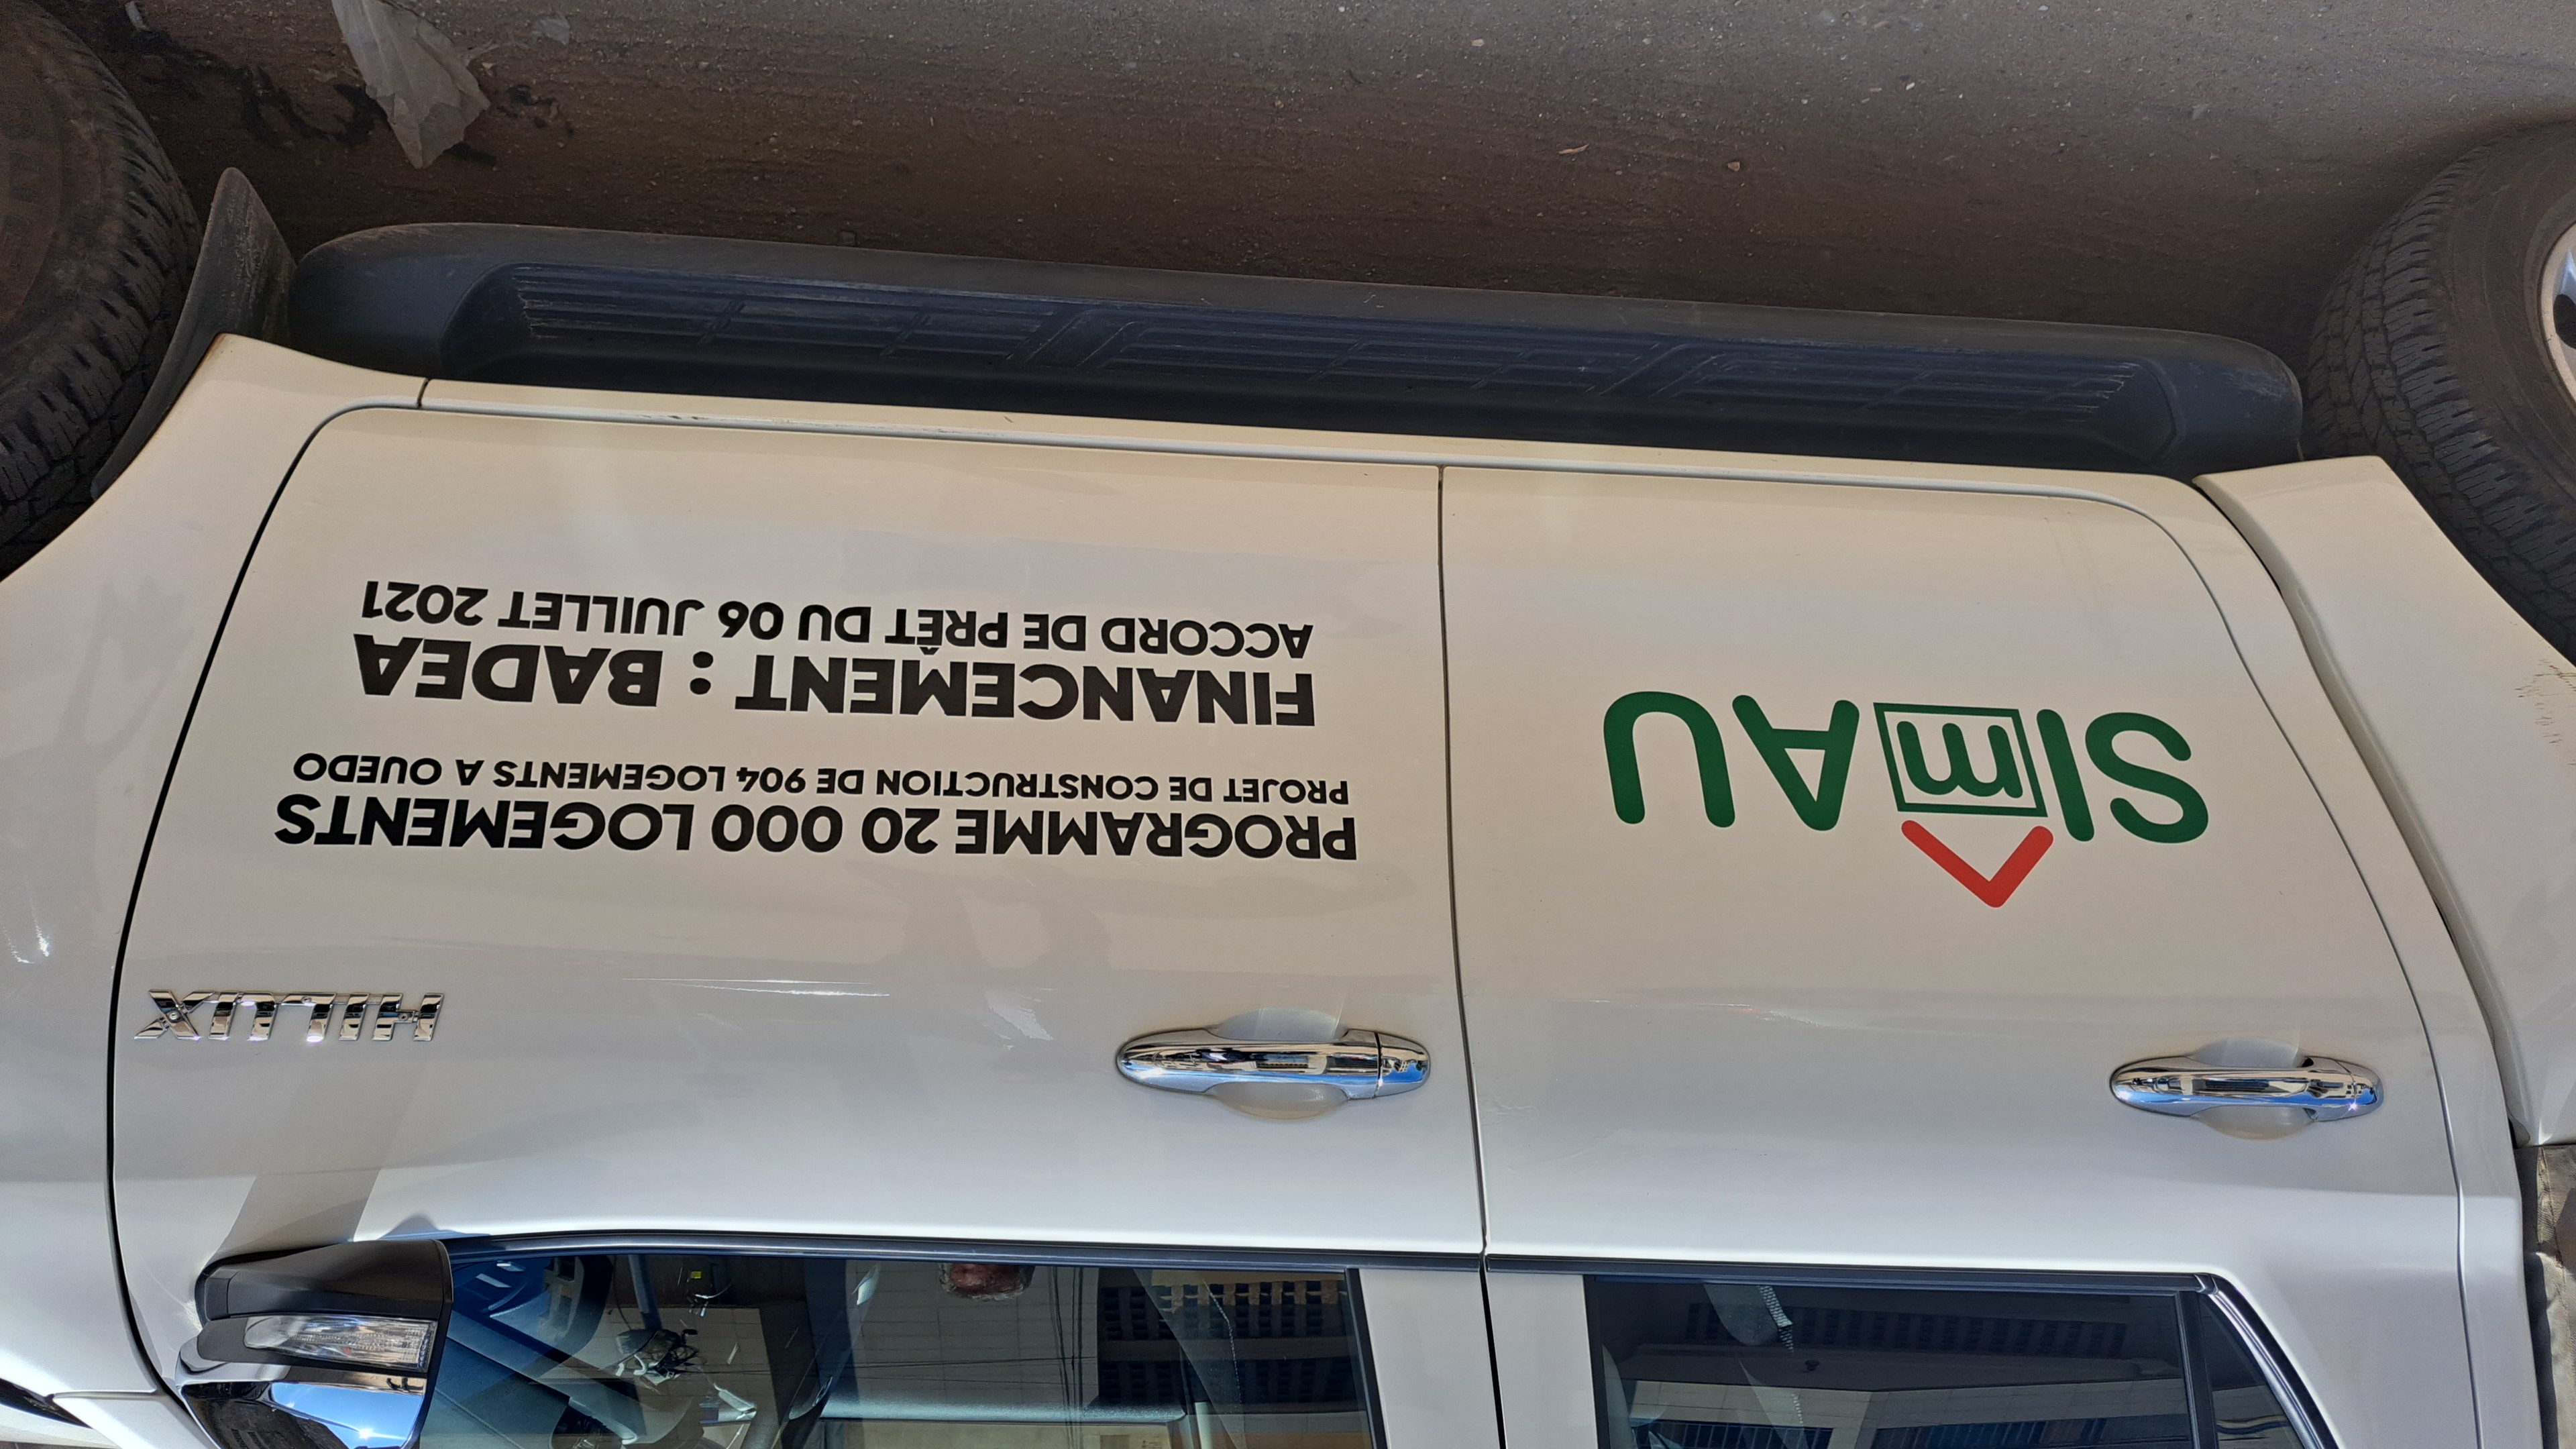 SImAU
PROGRAMME 20 000 LOGEMENTS
PROJET DE CONSTRUCTION DE 904 LOGEMENTS A OUEDO
FINANCEMENT : BADEA
ACCORD DE PRÊT DU 06 JUILLET 2021
HILUX